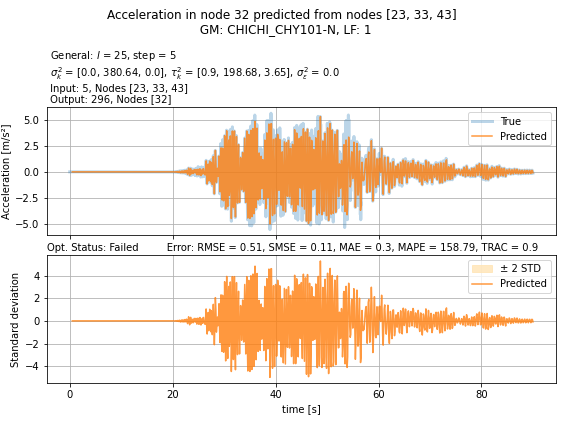 Acceleration in node 32 predicted from nodes [23, 33, 43]
GM: CHICHI_CHY101-N, LF: 1
General: l = 25, step = 5
σ²ₖ = [0.0, 380.64, 0.0], τ²ₖ = [0.9, 198.68, 3.65], σ²ₑ = 0.0
Input: 5, Nodes [23, 33, 43]
Output: 296, Nodes [32]
Acceleration [m/s²]
5.0
2.5
0.0
−2.5
−5.0
True
Predicted
Opt. Status: Failed
Error: RMSE = 0.51, SMSE = 0.11, MAE = 0.3, MAPE = 158.79, TRAC = 0.9
Standard deviation
4
2
0
−2
−4
± 2 STD
Predicted
0 20 40 60 80
time [s]